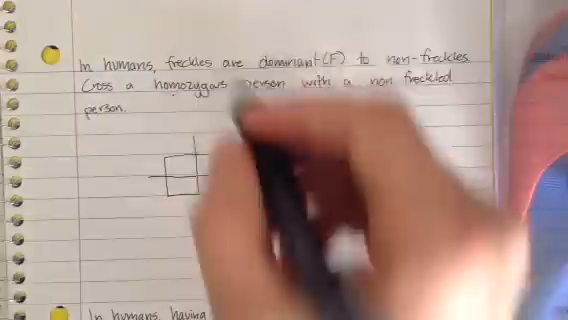 In humans, freckles are dominant (F) to non-freckles
Cross a homozygous person with a non freckled
person.
In humans, having